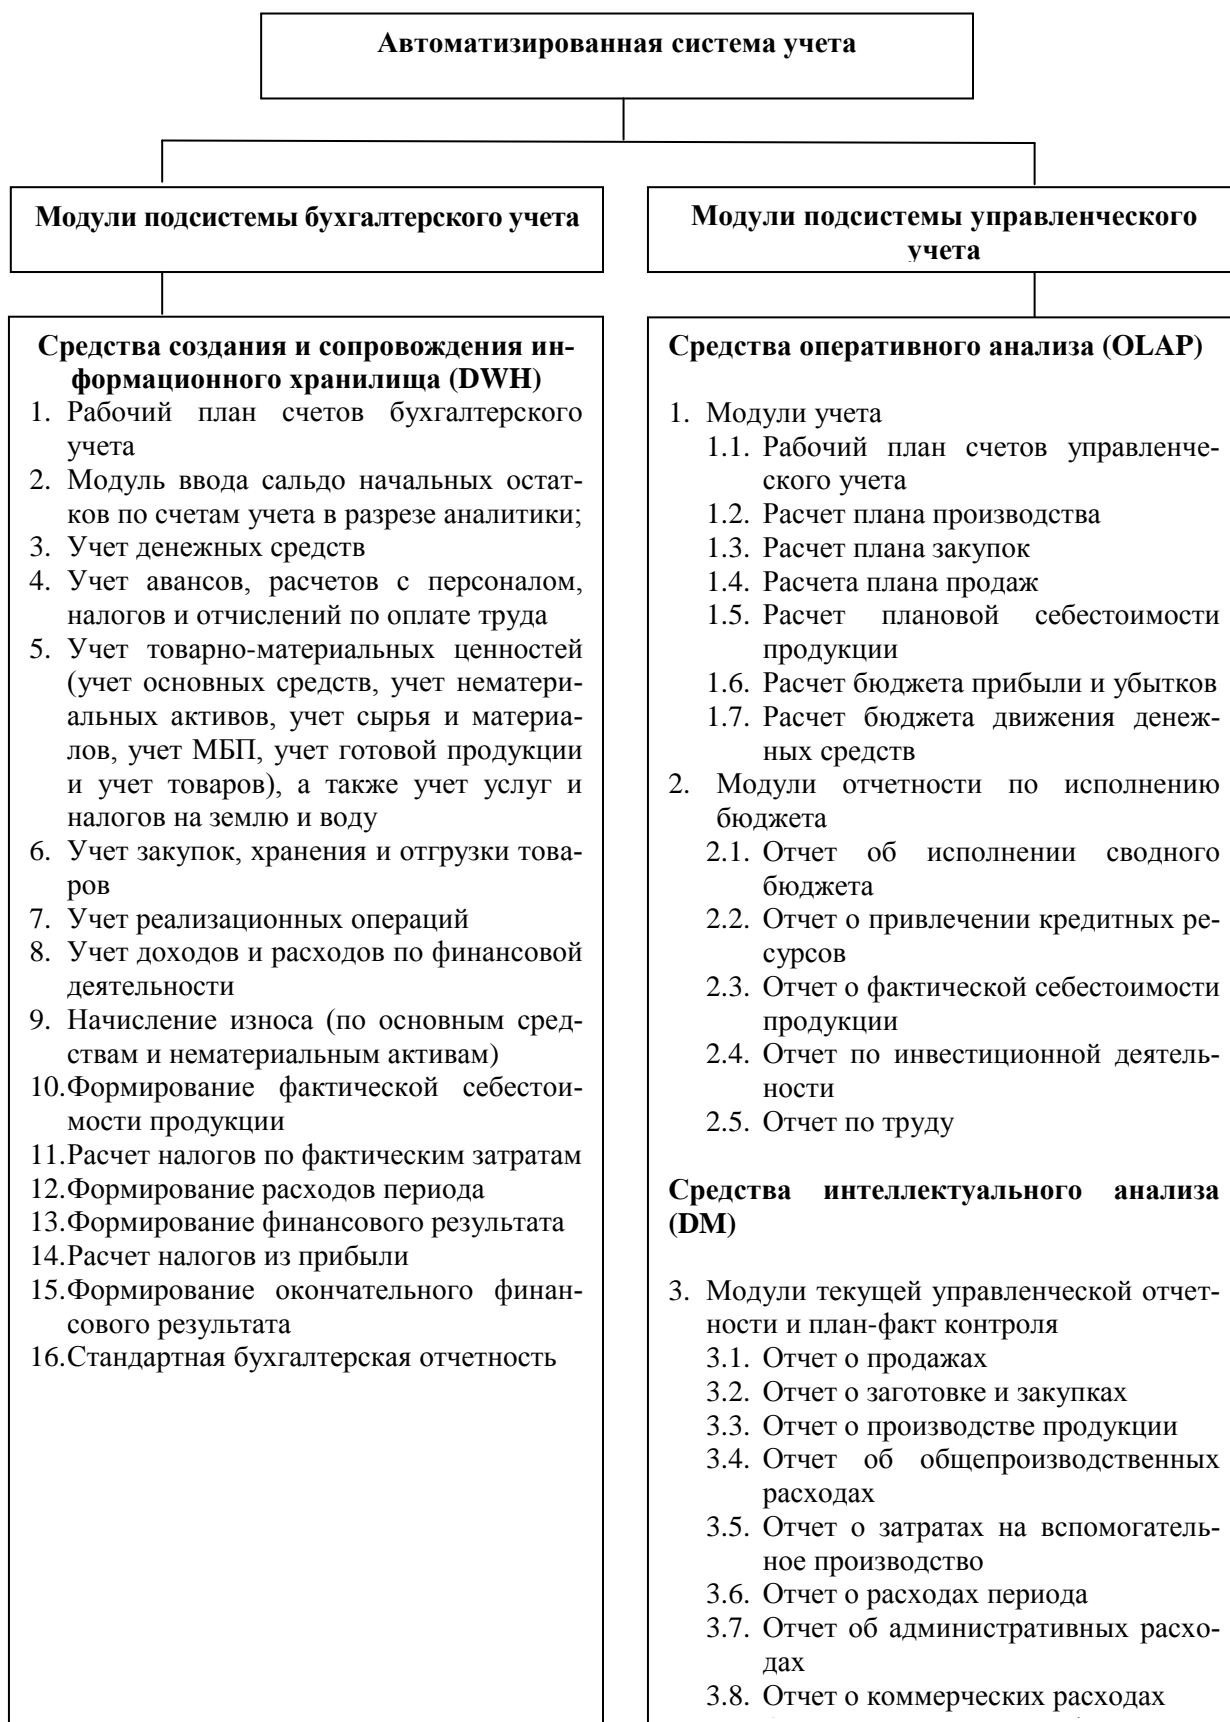 Автоматизированная система учета
Модули подсистемы бухгалтерского учета
Модули подсистемы управленческого
учета
Средства создания и сопровождения ин-
формационного хранилища (DWH)
1. Рабочий план счетов бухгалтерского
учета
2. Модуль ввода сальдо начальных остат-
ков по счетам учета в разрезе аналитики;
3. Учет денежных средств
4. Учет авансов, расчетов с персоналом,
налогов и отчислений по оплате труда
5. Учет товарно-материальных ценностей
(учет основных средств, учет нематери-
альных активов, учет сырья и материа-
лов, учет МБП, учет готовой продукции
и учет товаров), а также учет услуг и
налогов на землю и воду
6. Учет закупок, хранения и отгрузки това-
ров
7. Учет реализационных операций
8. Учет доходов и расходов по финансовой
деятельности
9. Начисление износа (по основным сред-
ствам и нематериальным активам)
10.Формирование фактической себестои-
мости продукции
11.Расчет налогов по фактическим затратам
12.Формирование расходов периода
13.Формирование финансового результата
14.Расчет налогов из прибыли
15.Формирование окончательного финан-
сового результата
16.Стандартная бухгалтерская отчетность
Средства оперативного анализа (OLAP)
1. Модули учета
1.1. Рабочий план счетов управленче-
ского учета
1.2. Расчет плана производства
1.3. Расчет плана закупок
1.4. Расчета плана продаж
1.5. Расчет плановой себестоимости
продукции
1.6. Расчет бюджета прибыли и убытков
1.7. Расчет бюджета движения денеж-
ных средств
2. Модули отчетности по исполнению
бюджета
2.1. Отчет об исполнении сводного
бюджета
2.2. Отчет о привлечении кредитных ре-
сурсов
2.3. Отчет о фактической себестоимости
продукции
2.4. Отчет по инвестиционной деятель-
ности
2.5. Отчет по труду
Средства интеллектуального анализа
(DM)
3. Модули текущей управленческой отчет-
ности и план-факт контроля
3.1. Отчет о продажах
3.2. Отчет о заготовке и закупках
3.3. Отчет о производстве продукции
3.4. Отчет об общепроизводственных
расходах
3.5. Отчет о затратах на вспомогатель-
ное производство
3.6. Отчет о расходах периода
3.7. Отчет об административных расхо-
дах
3.8. Отчет о коммерческих расходах